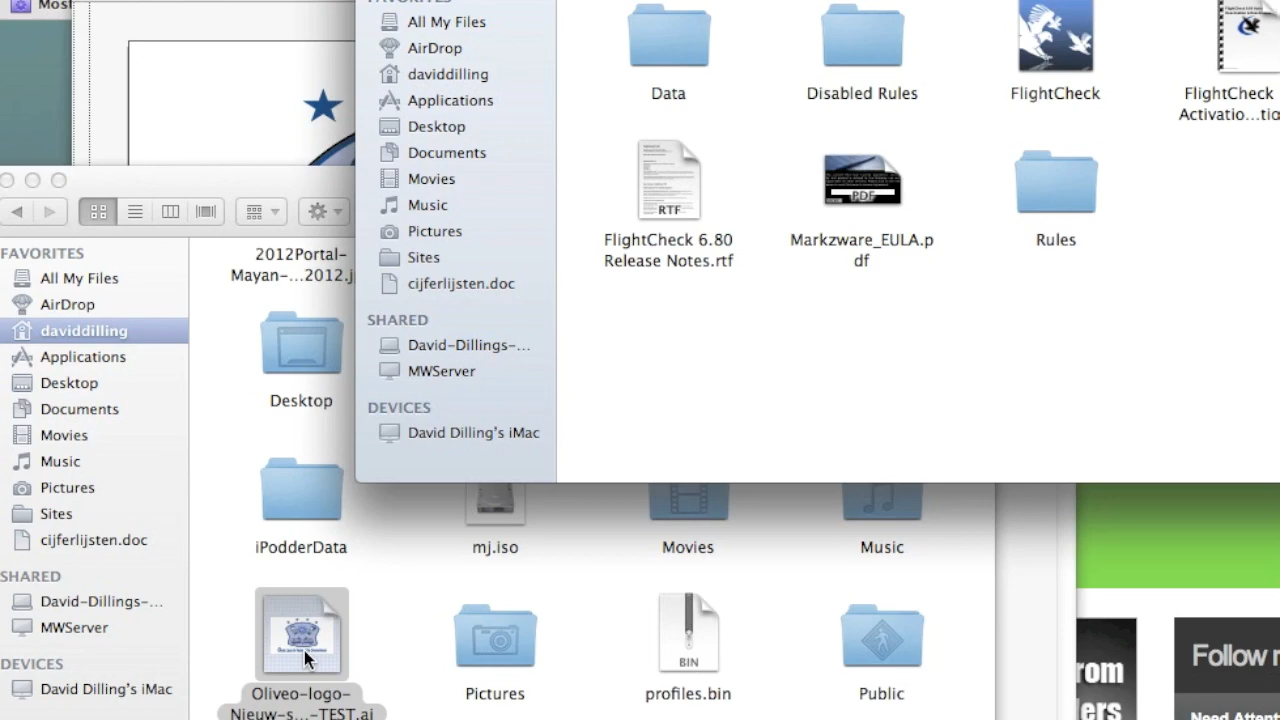 Most
FAVORITES
All My Files
AirDrop
daviddilling
Applications
Desktop
Documents
Movies
Music
Pictures
Sites
cijferlijsten.doc
SHARED
David-Dillings-...
MWServer
DEVICES
David Dilling's iMac
Data
Disabled Rules
FlightCheck
FlightCheck
Activatio...tio
RTF
FlightCheck 6.80
Release Notes.rtf
PDF
Markzware_EULA.p
df
Rules
FAVORITES
All My Files
AirDrop
daviddilling
Applications
Desktop
Documents
Movies
Music
Pictures
Sites
cijferlijsten.doc
SHARED
David-Dillings-...
MWServer
DEVICES
David Dilling's iMac
2012Portal-
Mayan-...2012.j
Desktop
iPodderData
mj.iso
Movies
Music
Oliveo-logo-
Nieuw-s...-TEST.ai
Pictures
BIN
profiles.bin
Public
rom
lers
Follow
Need Attent